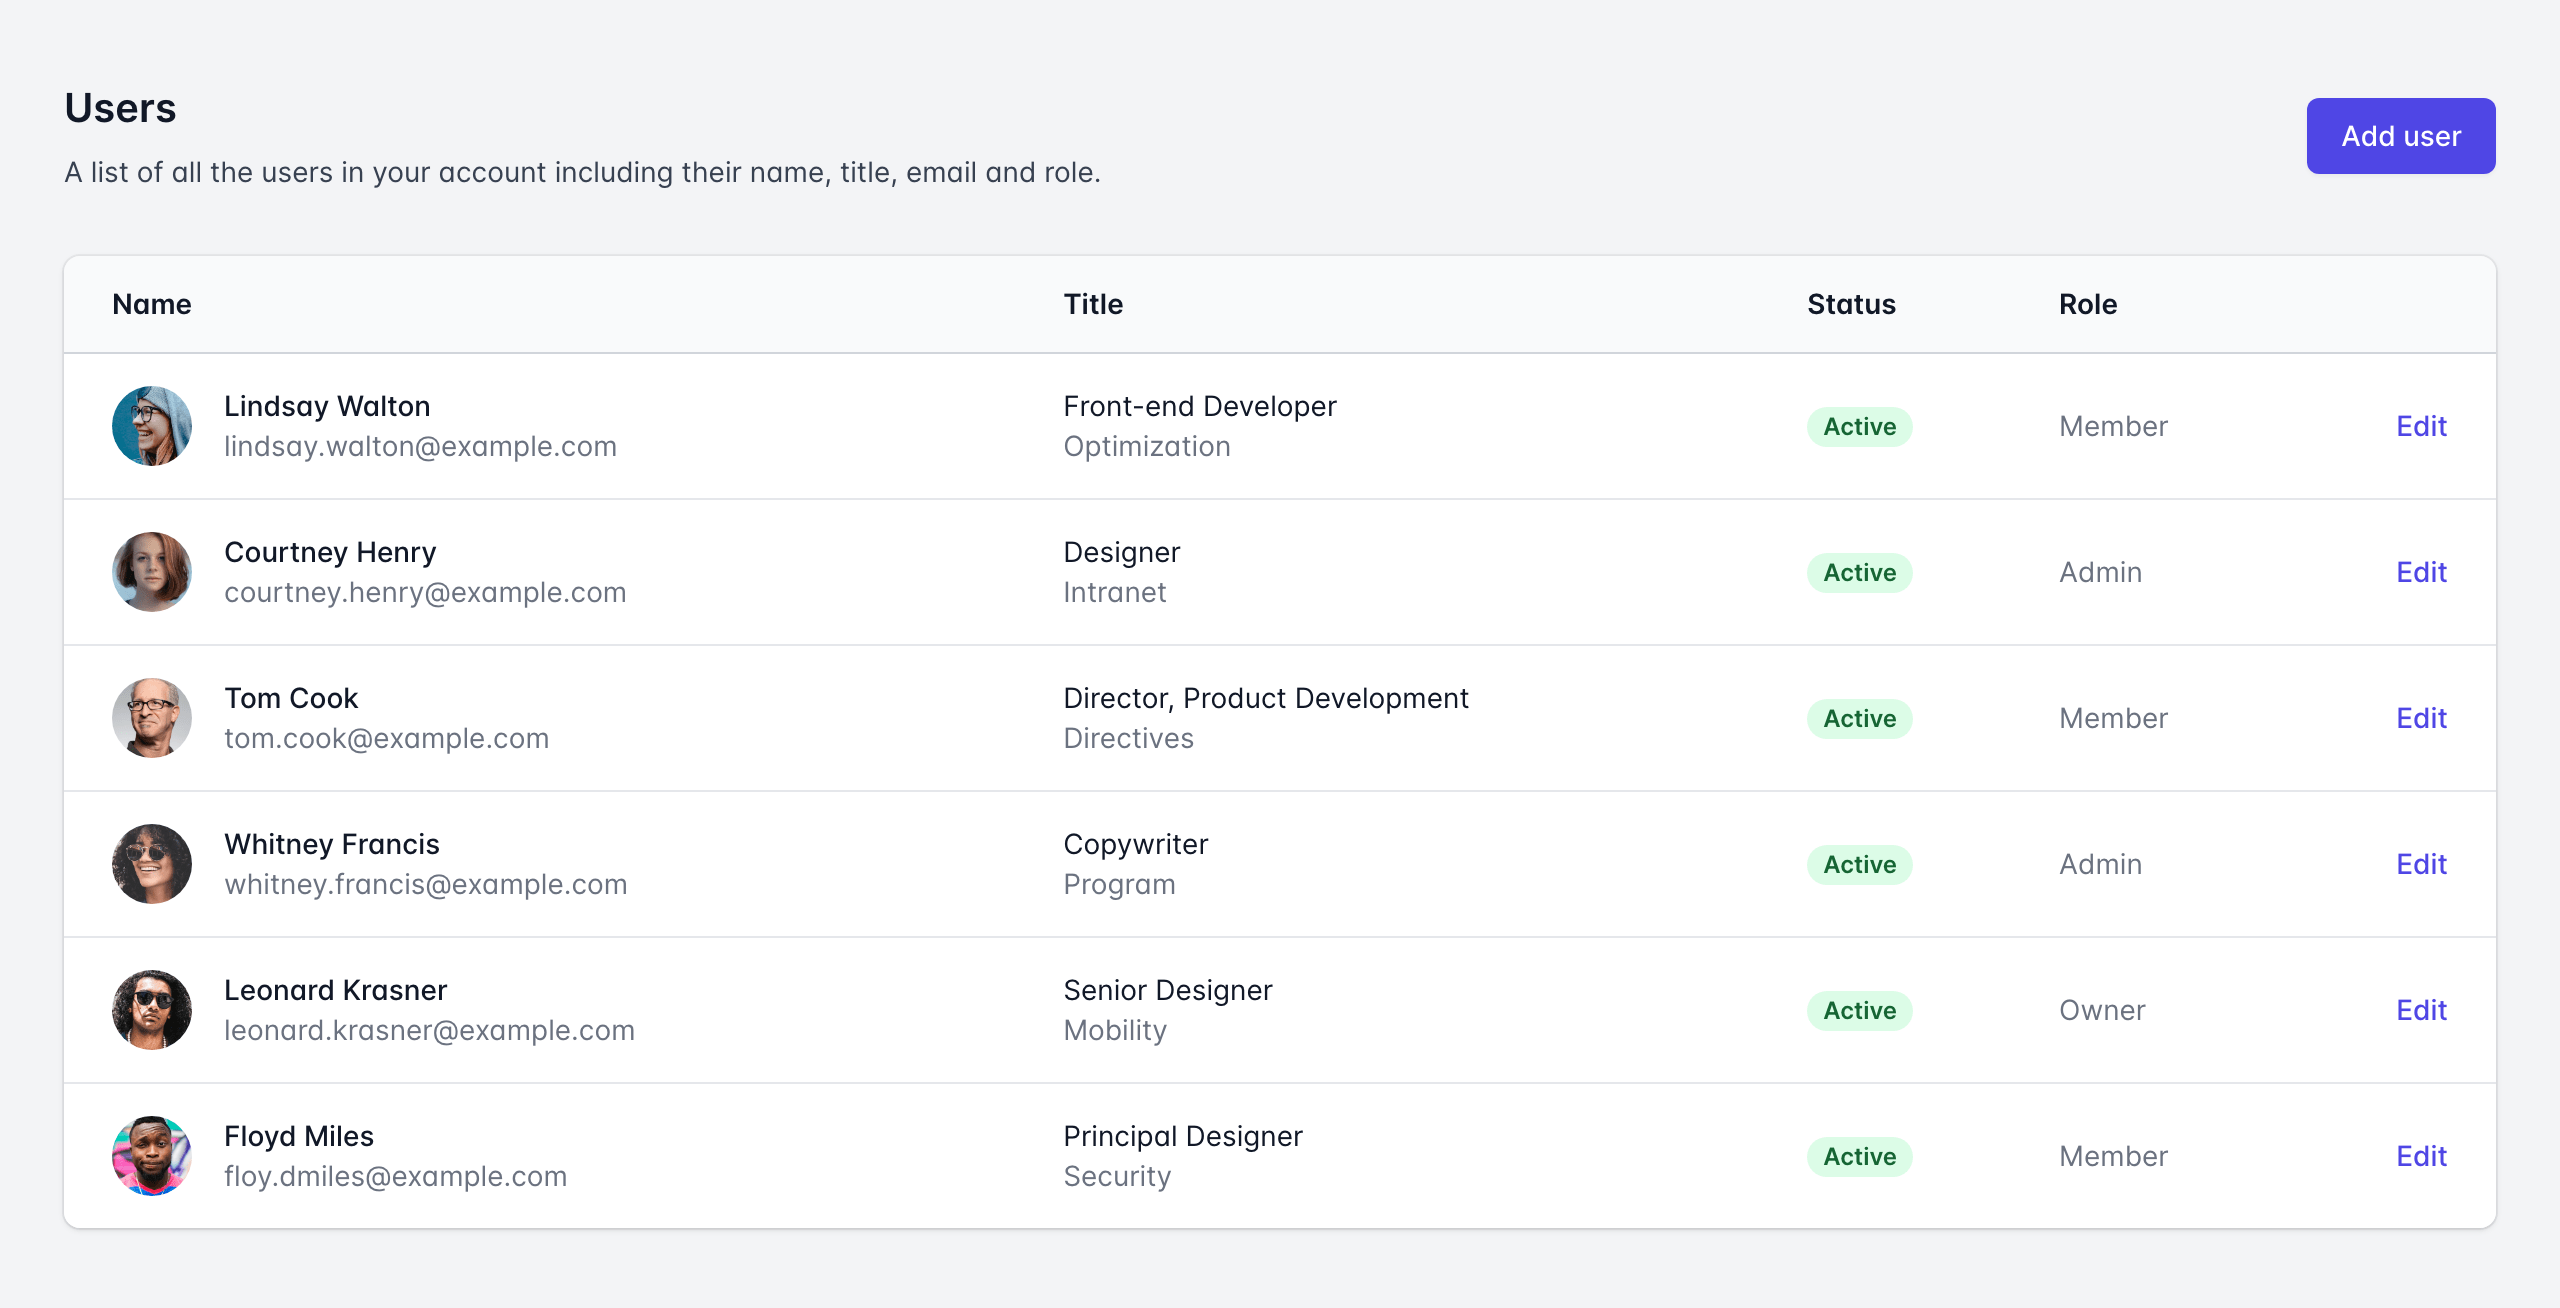 Users
Add user
A list of all the users in your account including their name, title, email and role.
Name Title Status Role
Lindsay Walton Front-end Developer
lindsay.walton@example.com Optimization
Active Member Edit
Courtney Henry Designer
courtney.henry@example.com Intranet
Active Admin Edit
Tom Cook Director, Product Development
tom.cook@example.com Directives
Active Member Edit
Whitney Francis Copywriter
whitney.francis@example.com Program
Active Admin Edit
Leonard Krasner Senior Designer
leonard.krasner@example.com Mobility
Active Owner Edit
Floyd Miles Principal Designer
floy.dmiles@example.com Security
Active Member Edit